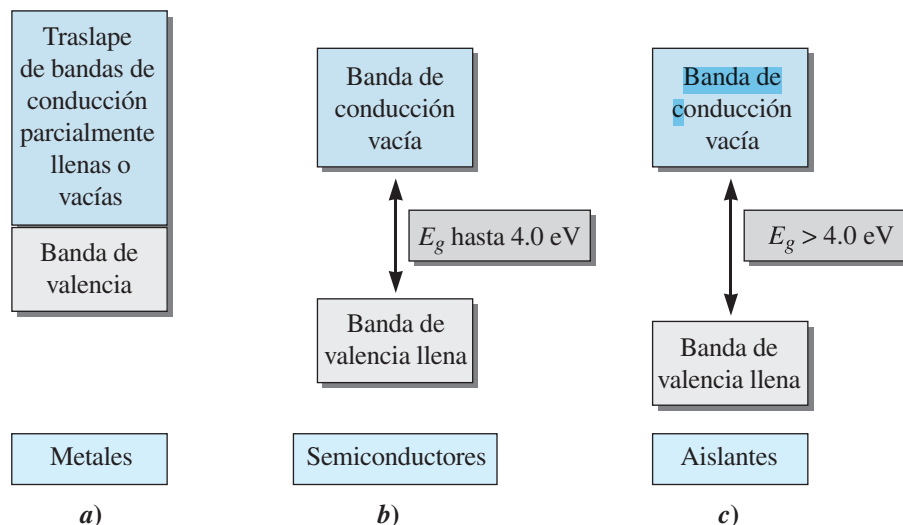 Traslape
de bandas de
conducción
parcialmente
llenas o
vacías
Banda de
valencia
Metales
a)
Banda de
conducción
vacía
E_g hasta 4.0 eV
Banda de
valencia llena
Semiconductores
b)
Banda de
conducción
vacía
E_g > 4.0 eV
Banda de
valencia llena
Aislantes
c)